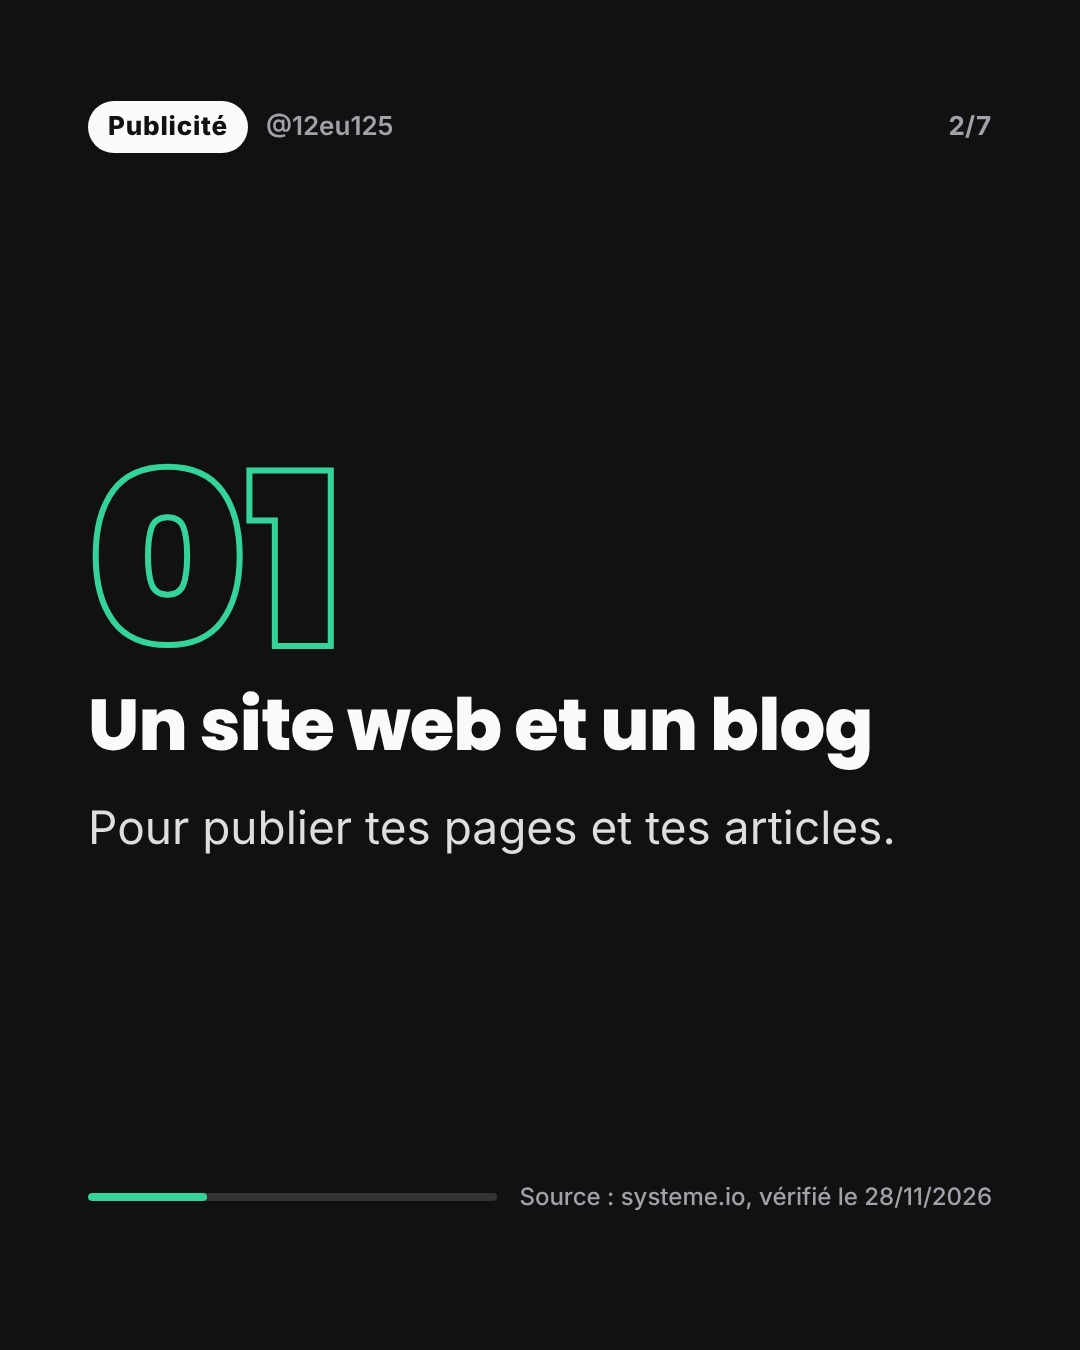 Publicité @12eu125 2/7
01
Un site web et un blog
Pour publier tes pages et tes articles.
Source : systeme.io, vérifié le 28/11/2026